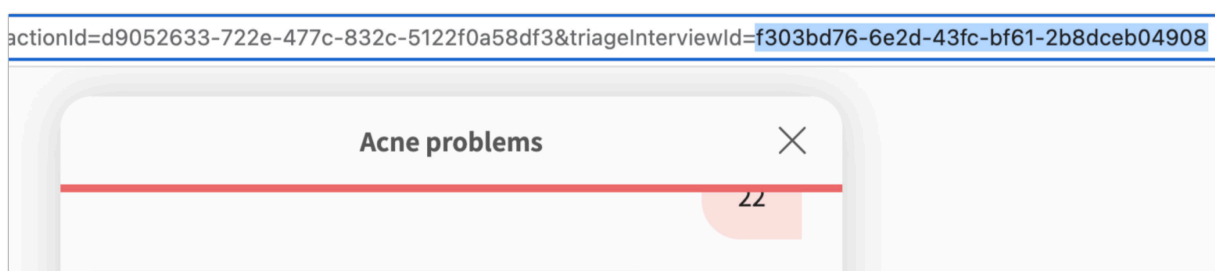 actionId=d9052633-722e-477c-832c-5122f0a58df3&triageInterviewId=f303bd76-6e2d-43fc-bf61-2b8dceb04908
Acne problems
22